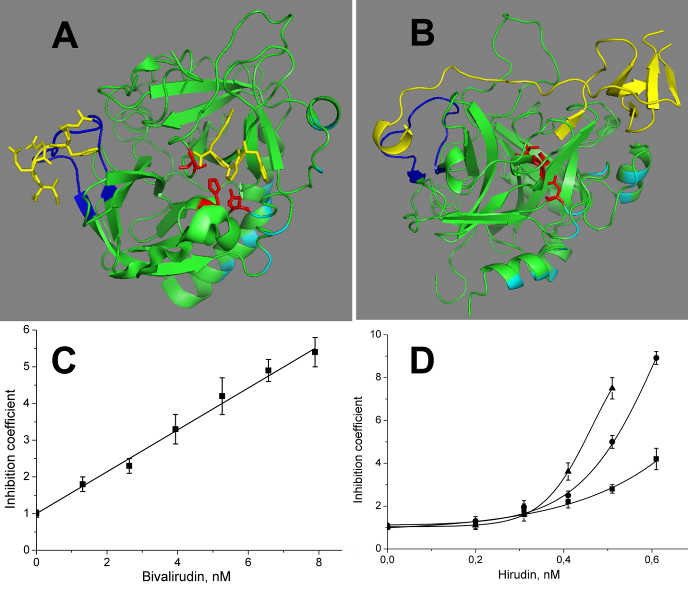 A
B
C
D
6
5
4
3
2
1
0
0
2
4
6
8
Inhibition coefficient
Bivalirudin, nM
10
8
6
4
2
0
0,0
0,2
0,4
0,6
Inhibition coefficient
Hirudin, nM